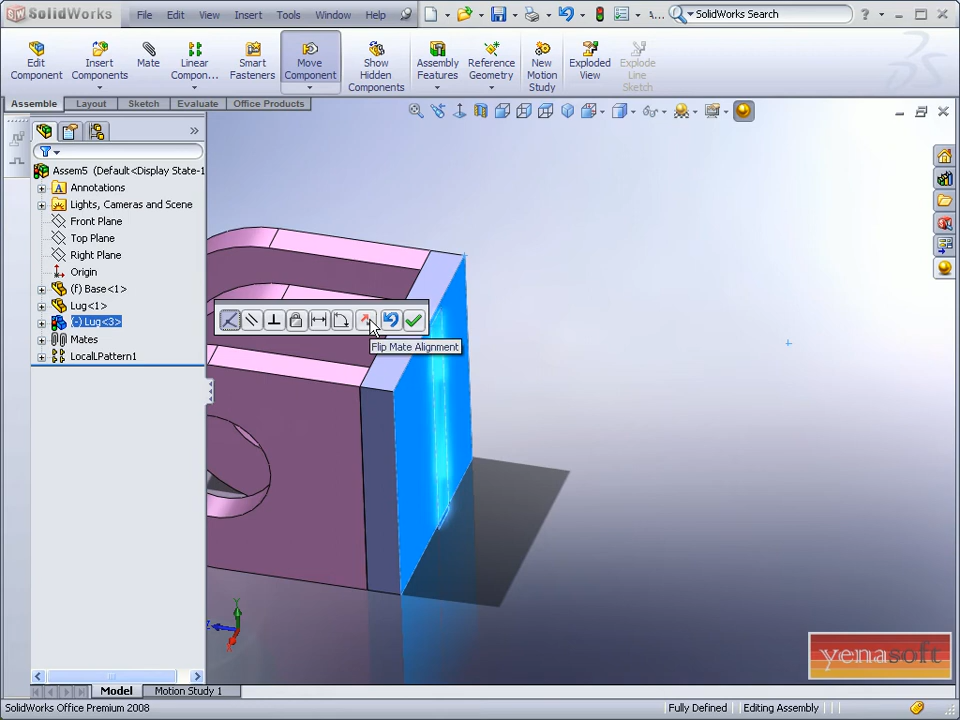 SolidWorks File Edit View Insert Tools Window Help A... SolidWorks Search
Edit Component
Insert Components
Mate
Linear Compon...
Smart Fasteners
Move Component
Show Hidden Components
Assembly Features
Reference Geometry
New Motion Study
Exploded View
Explode Line Sketch
Assemble Layout Sketch Evaluate Office Products
Assem5 (Default<Display State-1
Annotations
Lights, Cameras and Scene
Front Plane
Top Plane
Right Plane
Origin
(f) Base<1>
Lug<1>
(-) Lug<3>
Mates
LocalLPattern1
Flip Mate Alignment
yenasoft
Model Motion Study 1
SolidWorks Office Premium 2008 Fully Defined Editing Assembly